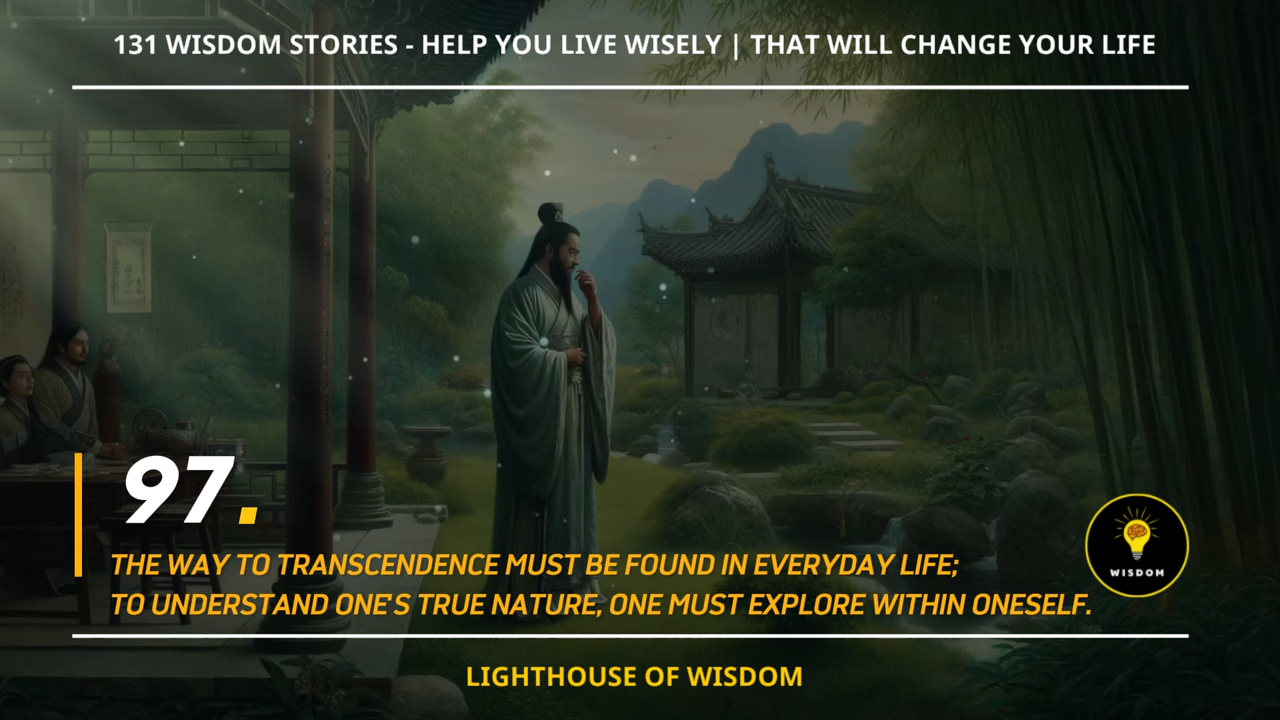 131 WISDOM STORIES - HELP YOU LIVE WISELY | THAT WILL CHANGE YOUR LIFE
97.
THE WAY TO TRANSCENDENCE MUST BE FOUND IN EVERYDAY LIFE;
TO UNDERSTAND ONE'S TRUE NATURE, ONE MUST EXPLORE WITHIN ONESELF.
WISDOM
LIGHTHOUSE OF WISDOM